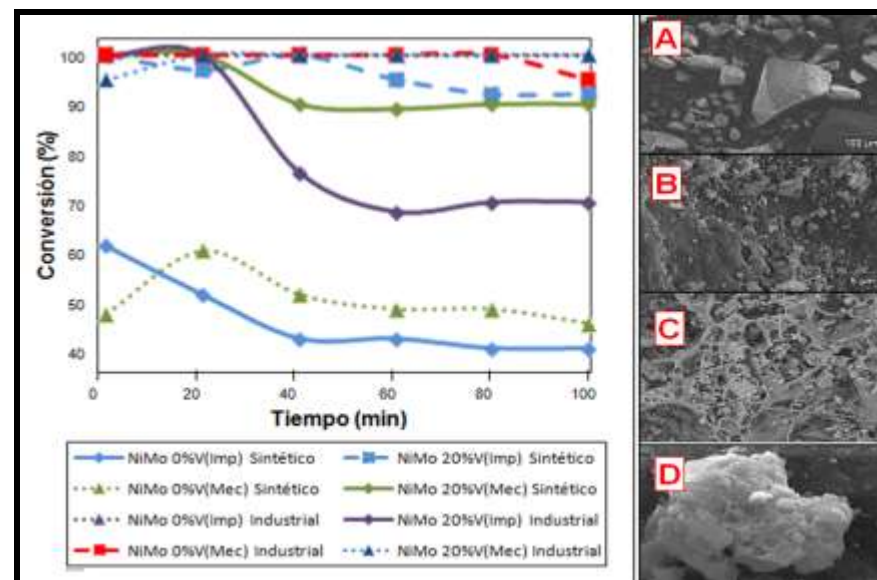 100
90
80
70
60
50
40
Conversión (%)
0 20 40 60 80 100
Tiempo (min)
NiMo 0%V(Imp) Sintético
NiMo 20%V(Imp) Sintético
NiMo 0%V(Mec) Sintético
NiMo 20%V(Mec) Sintético
NiMo 0%V(Imp) Industrial
NiMo 20%V(Imp) Industrial
NiMo 0%V(Mec) Industrial
NiMo 20%V(Mec) Industrial
A
B
C
D